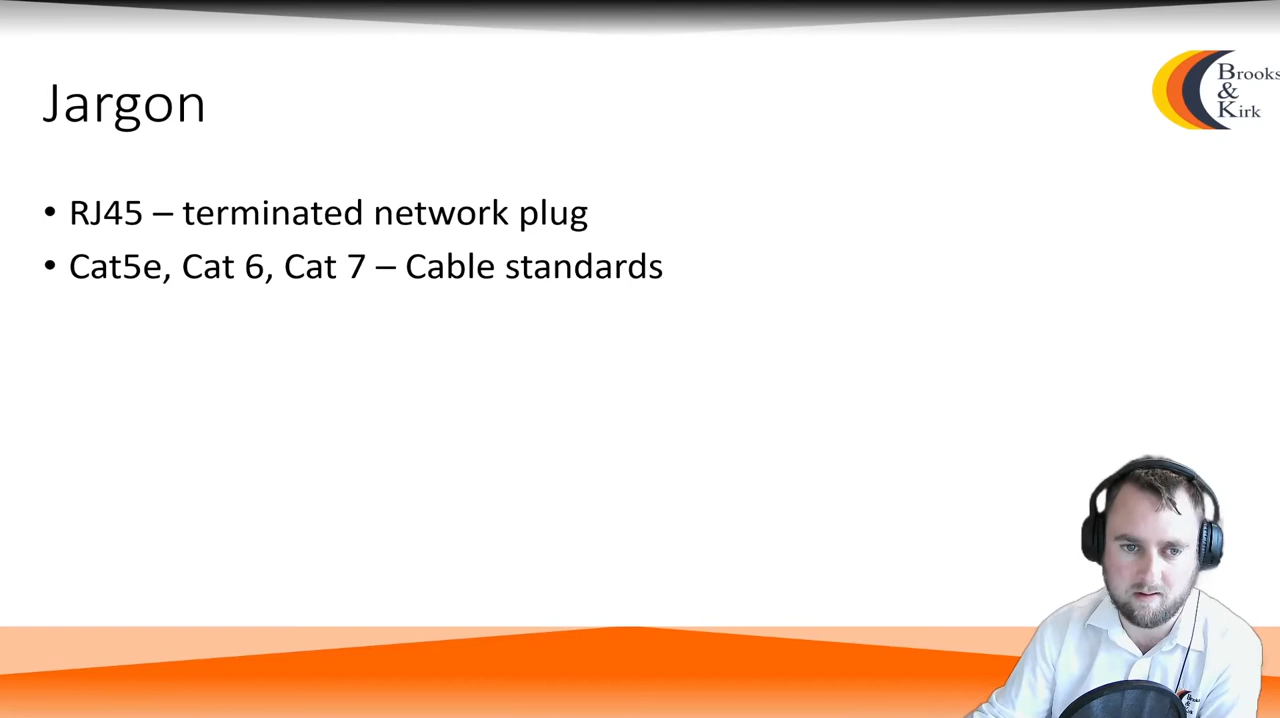 Jargon
Brooks
&
Kirk
• RJ45 – terminated network plug
• Cat5e, Cat 6, Cat 7 – Cable standards